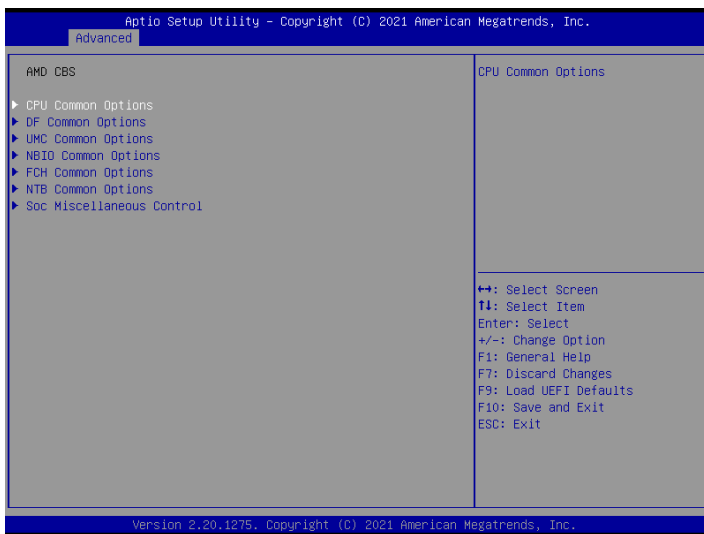 Aptio Setup Utility – Copyright (C) 2021 American Megatrends, Inc.
Advanced
AMD CBS
CPU Common Options
DF Common Options
UMC Common Options
NBIO Common Options
FCH Common Options
NTB Common Options
Soc Miscellaneous Control
CPU Common Options
↔: Select Screen
↑↓: Select Item
Enter: Select
+/-: Change Option
F1: General Help
F7: Discard Changes
F9: Load UEFI Defaults
F10: Save and Exit
ESC: Exit
Version 2.20.1275. Copyright (C) 2021 American Megatrends, Inc.